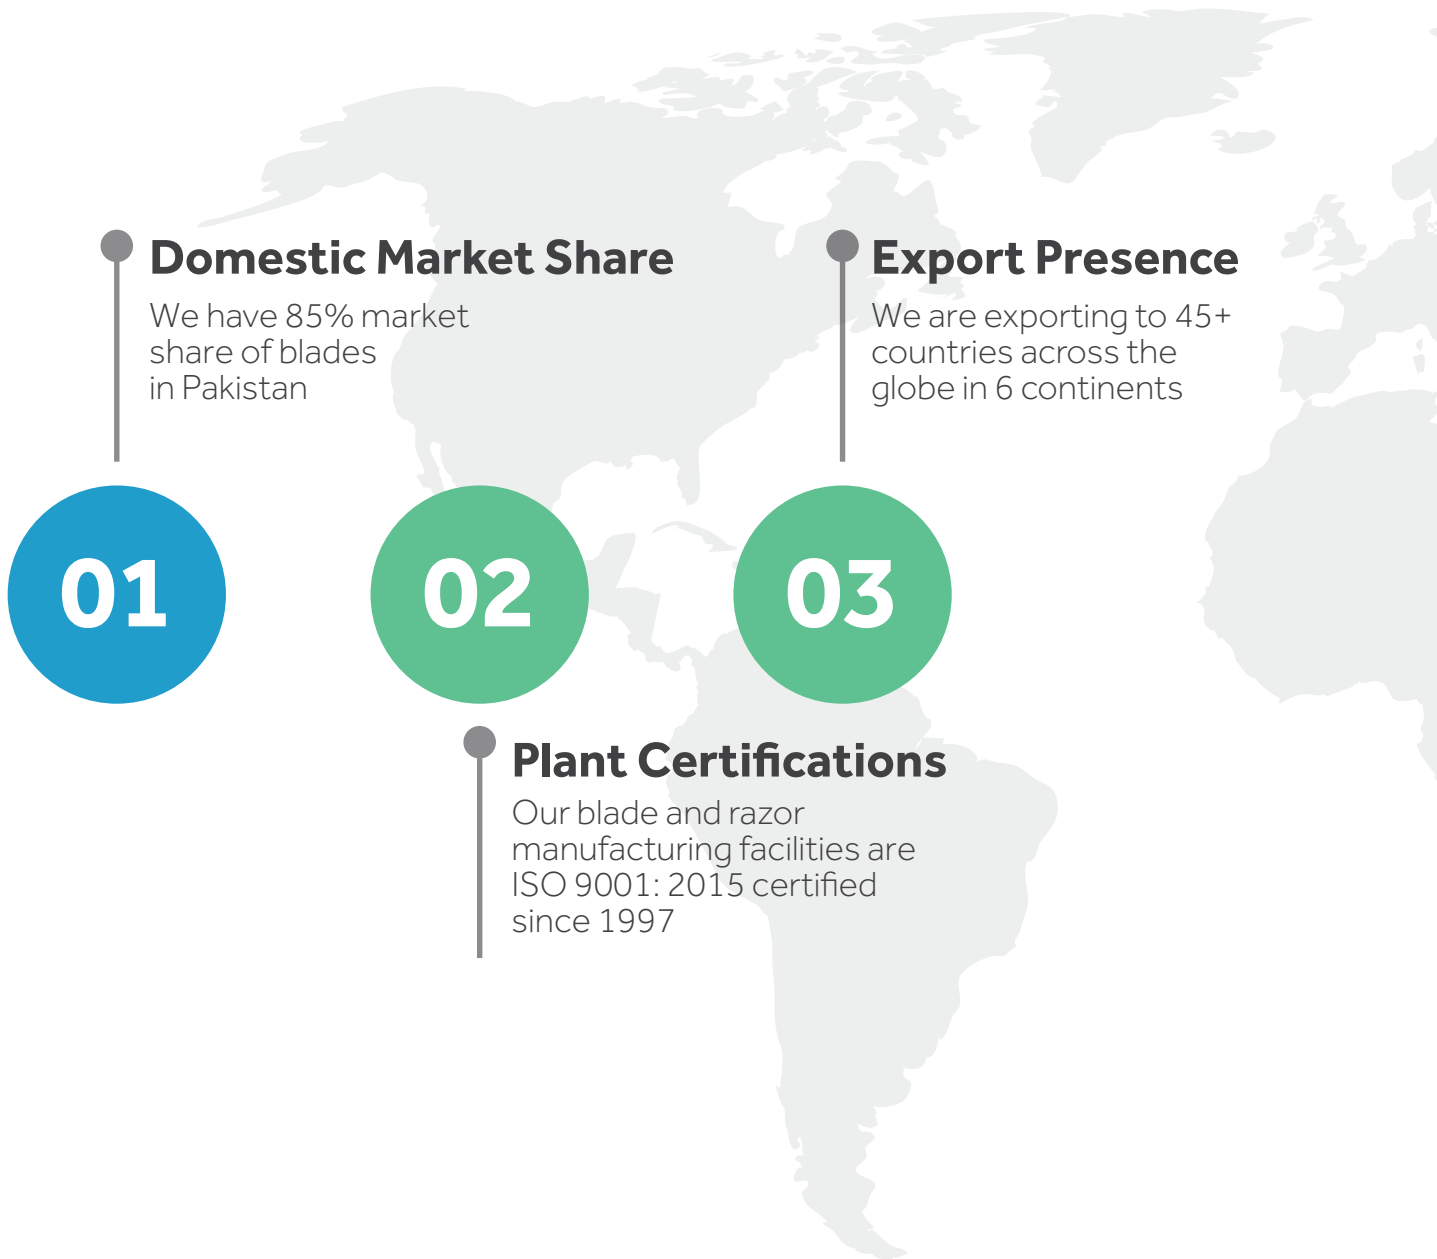 Domestic Market Share
We have 85% market
share of blades
in Pakistan
Export Presence
We are exporting to 45+
countries across the
globe in 6 continents
01
02
03
Plant Certifications
Our blade and razor
manufacturing facilities are
ISO 9001: 2015 certified
since 1997